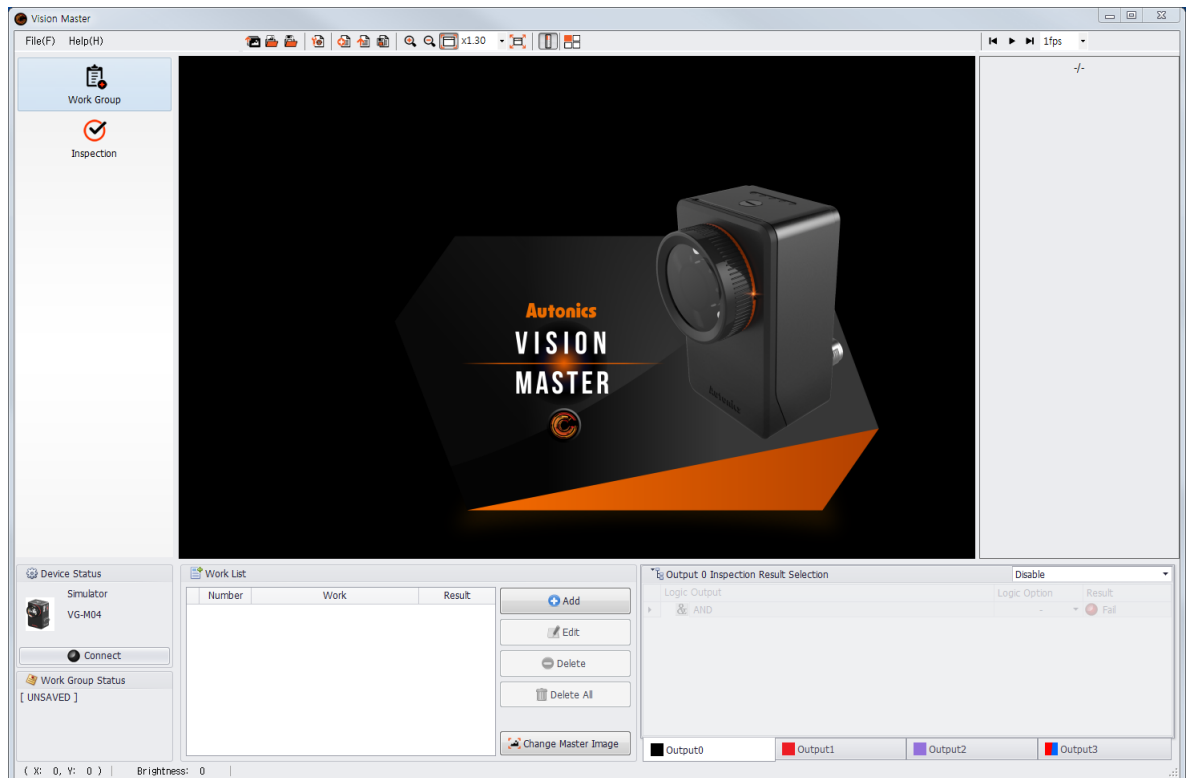 Vision Master
File(F) Help(H)
x1.30
1fps
Work Group
Inspection
-/-
Autonics
VISION
MASTER
Autonics
Device Status
Simulator
VG-M04
Connect
Work Group Status
[ UNSAVED ]
Work List
Number Work Result
Add
Edit
Delete
Delete All
Change Master Image
Output 0 Inspection Result Selection Disable
Logic Output Logic Option Result
& AND - Fail
Output0 Output1 Output2 Output3
( X: 0, Y: 0 ) | Brightness: 0 |